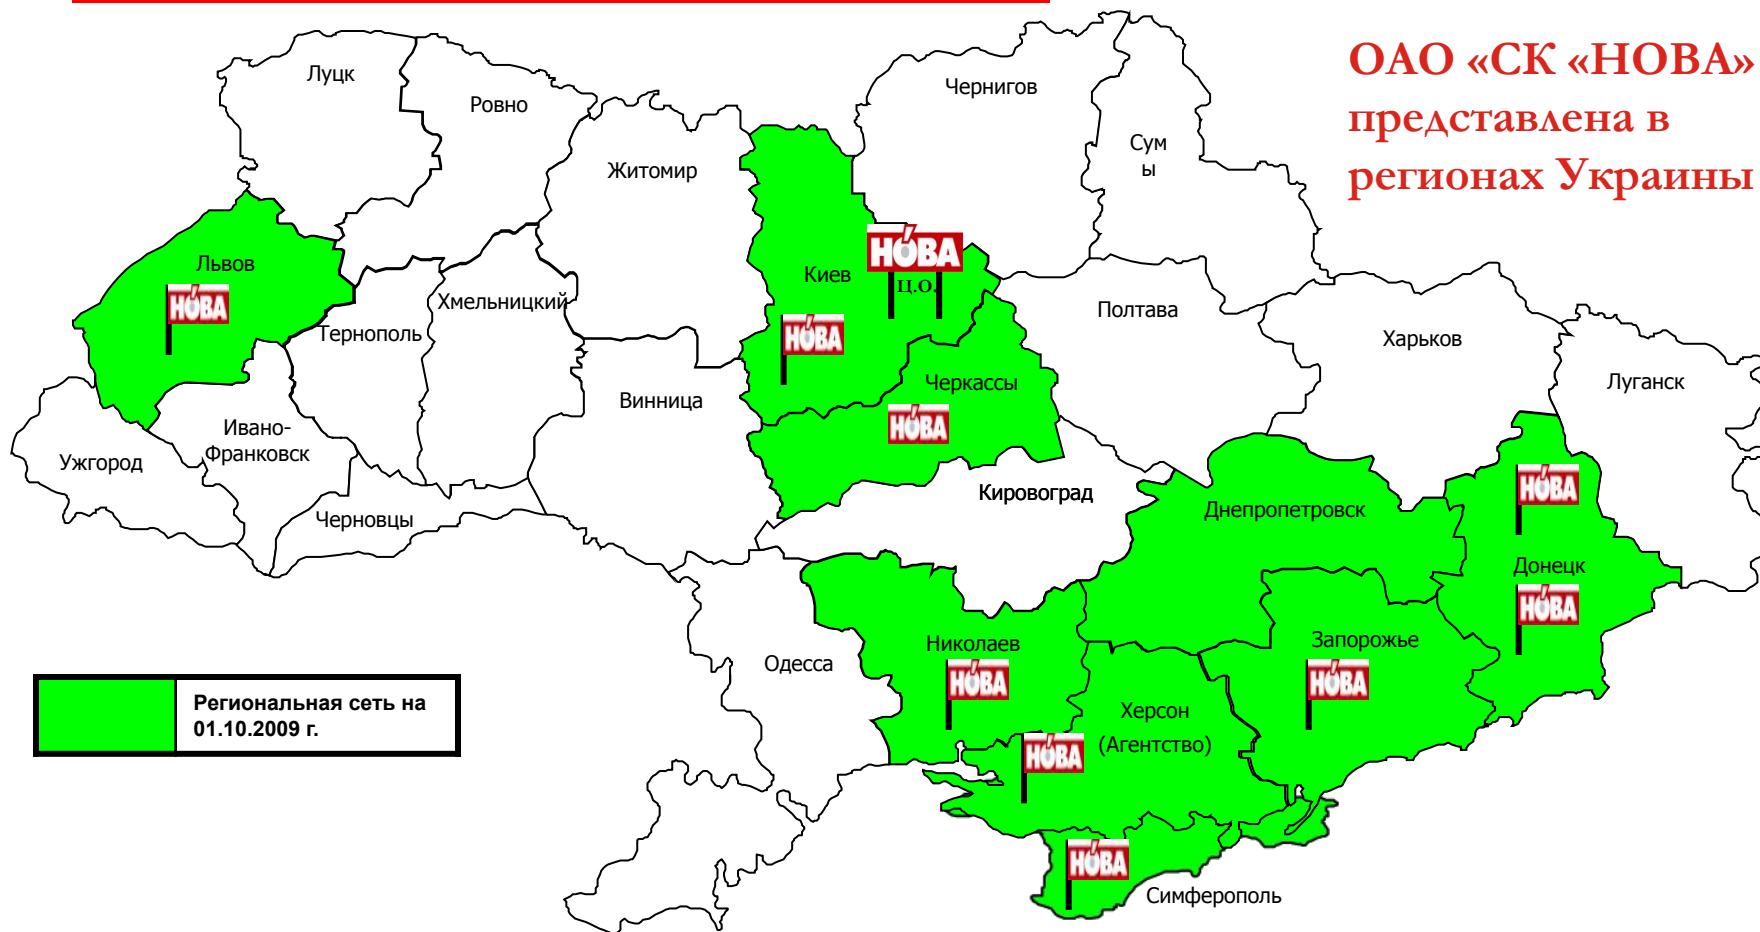 ОАО «СК «НОВА»
представлена в
регионах Украины
Луцк
Ровно
Чернигов
Сум
ы
Житомир
Львов
НОВА
Киев
НОВА
Ц.О.
НОВА
Хмельницкий
Тернополь
Полтава
Харьков
Луганск
Черкассы
НОВА
Винница
Ивано-
Франковск
Ужгород
Черновцы
Кировоград
Днепропетровск
НОВА
Донецк
НОВА
Николаев
НОВА
Запорожье
НОВА
Одесса
Херсон
(Агентство)
НОВА
НОВА
Симферополь
Региональная сеть на
01.10.2009 г.